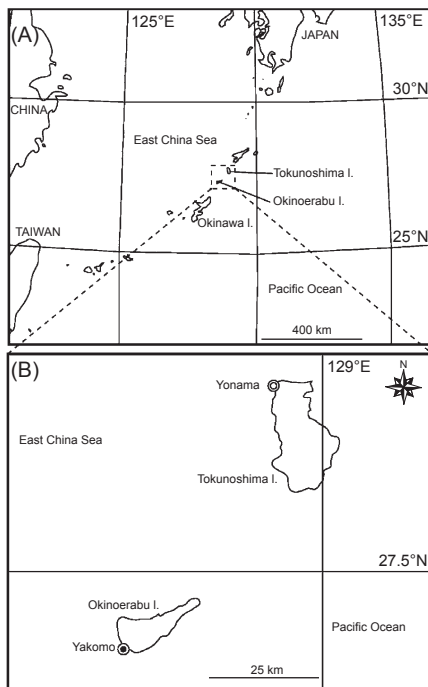 (A)
125°E
JAPAN
135°E
30°N
CHINA
East China Sea
Tokunoshima I.
Okinoerabu I.
Okinawa I.
TAIWAN
25°N
Pacific Ocean
400 km
(B)
129°E
N
Yonama
East China Sea
Tokunoshima I.
27.5°N
Okinoerabu I.
Pacific Ocean
Yakomo
25 km